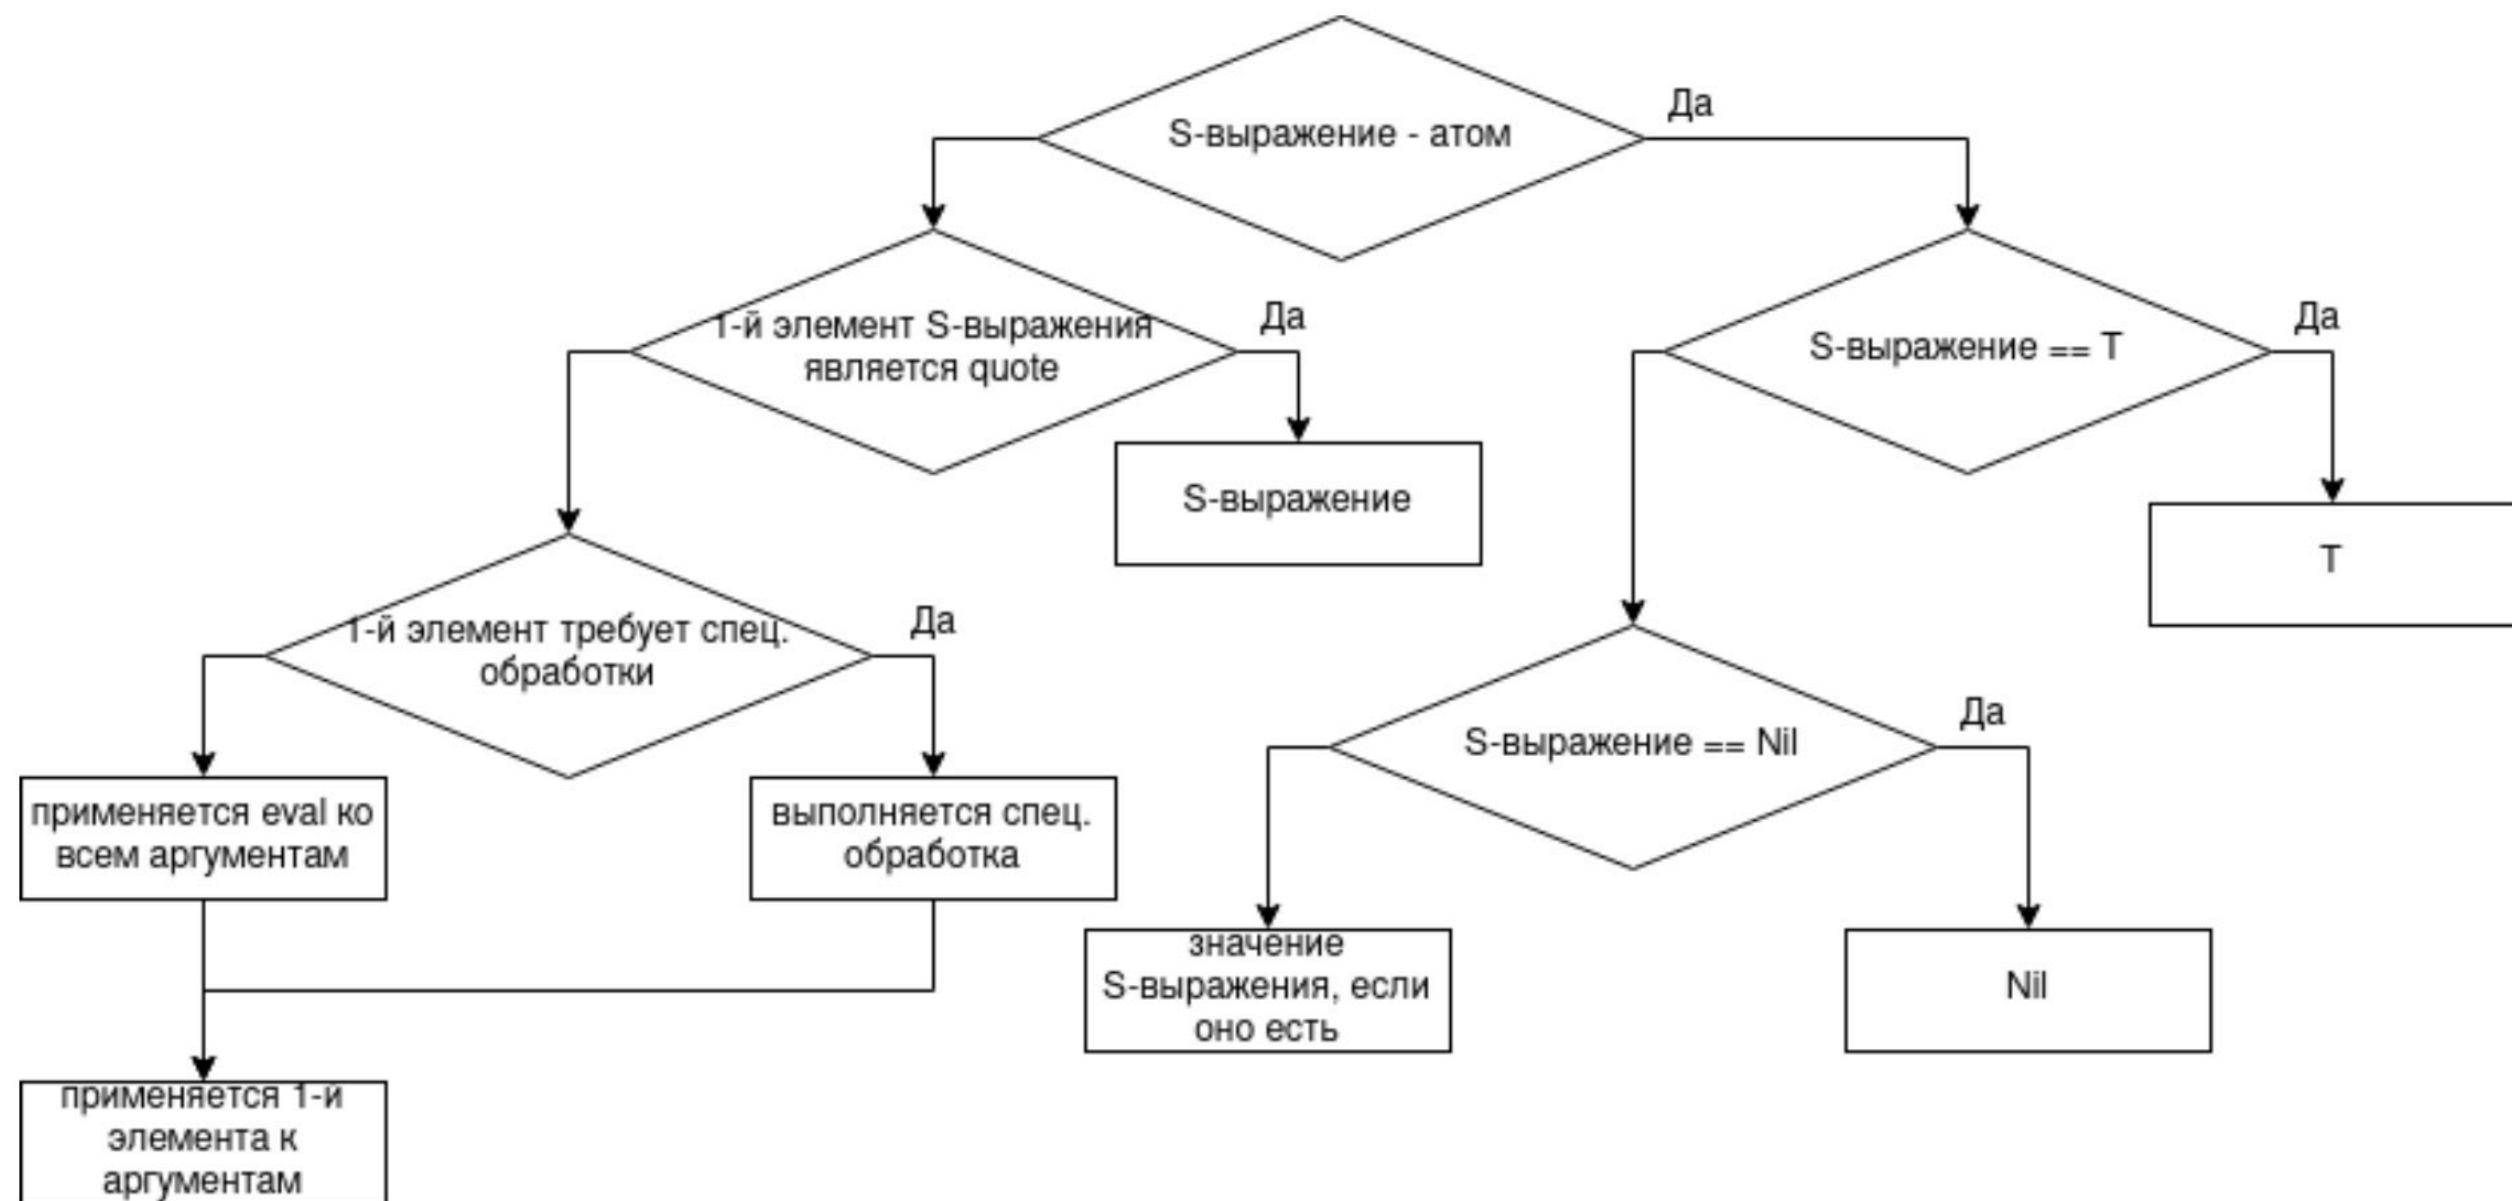 Да
S-выражение - атом
1-й элемент S-выражения
является quote
Да
S-выражение == T
Да
S-выражение
T
1-й элемент требует спец.
обработки
Да
S-выражение == Nil
Да
применяется eval ко
всем аргументам
выполняется спец.
обработка
значение
S-выражения, если
оно есть
Nil
применяется 1-й
элемента к
аргументам